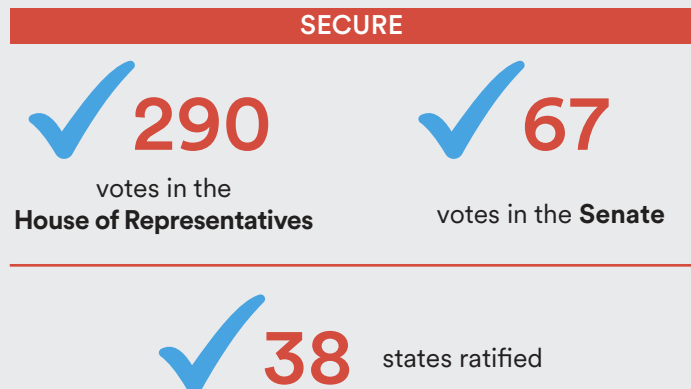 SECURE
290
votes in the
House of Representatives
67
votes in the Senate
38 states ratified